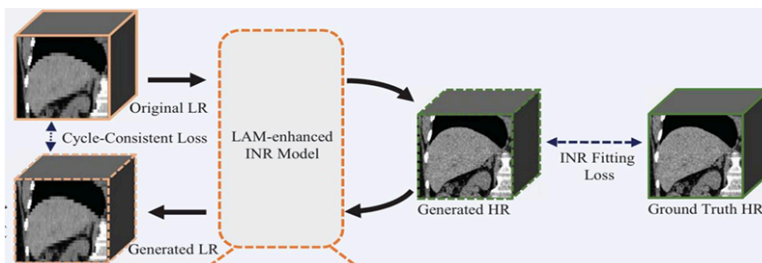 Original LR
Cycle-Consistent Loss
Generated LR
LAM-enhanced
INR Model
Generated HR
INR Fitting
Loss
Ground Truth HR